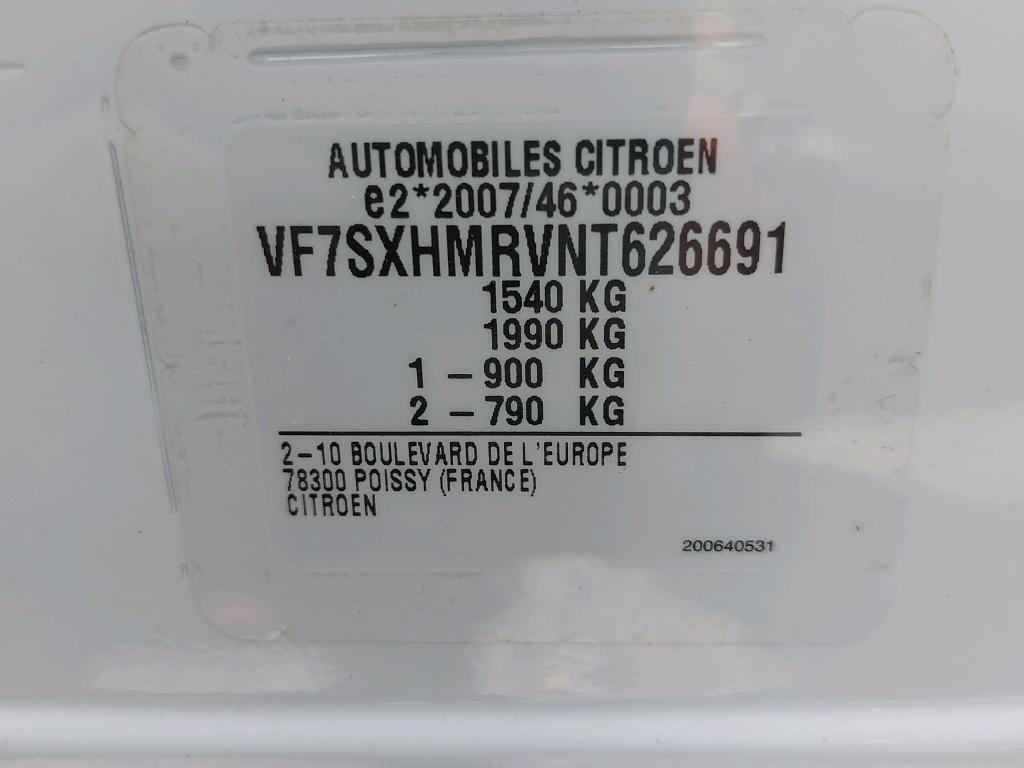 AUTOMOBILES CITROEN
e2*2007/46*0003
VF7SXHMRVNT626691
1540 KG
1990 KG
1 – 900 KG
2 – 790 KG
2–10 BOULEVARD DE L'EUROPE
78300 POISSY (FRANCE)
CITROEN
200640531